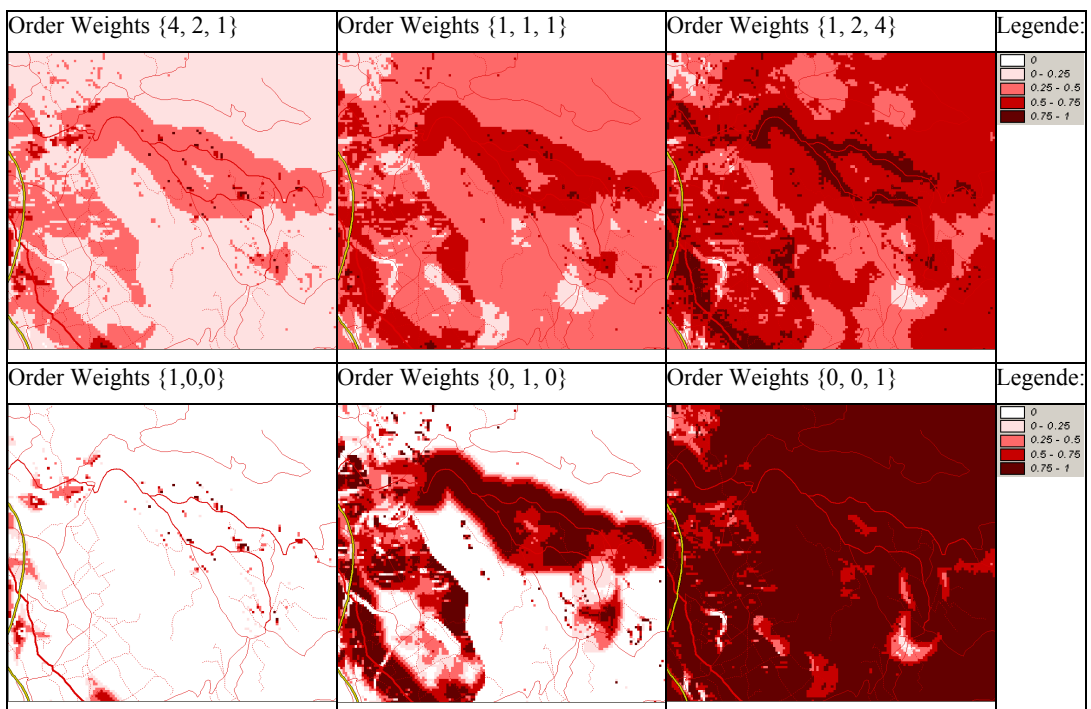 Order Weights {4, 2, 1}
Order Weights {1, 1, 1}
Order Weights {1, 2, 4}
Legende:
0
0 - 0.25
0.25 - 0.5
0.5 - 0.75
0.75 - 1
Order Weights {1,0,0}
Order Weights {0, 1, 0}
Order Weights {0, 0, 1}
Legende:
0
0 - 0.25
0.25 - 0.5
0.5 - 0.75
0.75 - 1